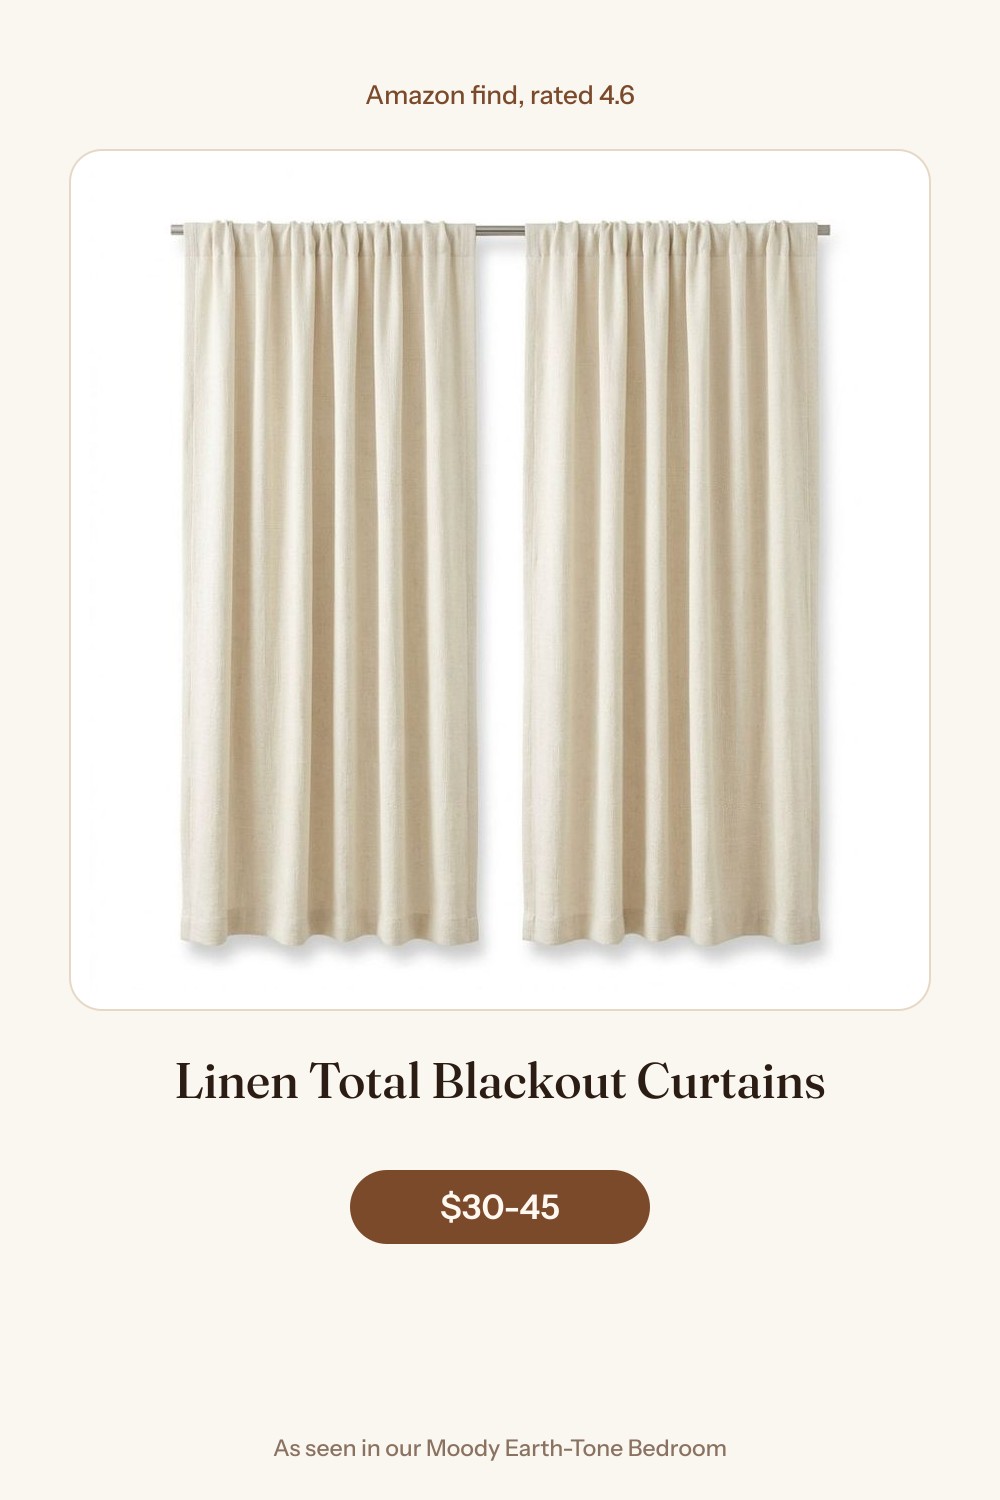 Amazon find, rated 4.6
Linen Total Blackout Curtains
$30-45
As seen in our Moody Earth-Tone Bedroom